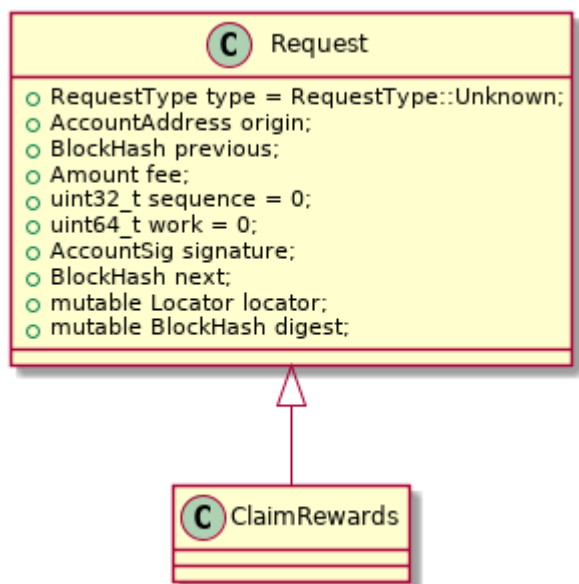 C Request
RequestType type = RequestType::Unknown;
AccountAddress origin;
BlockHash previous;
Amount fee;
uint32_t sequence = 0;
uint64_t work = 0;
AccountSig signature;
BlockHash next;
mutable Locator locator;
mutable BlockHash digest;
C ClaimRewards